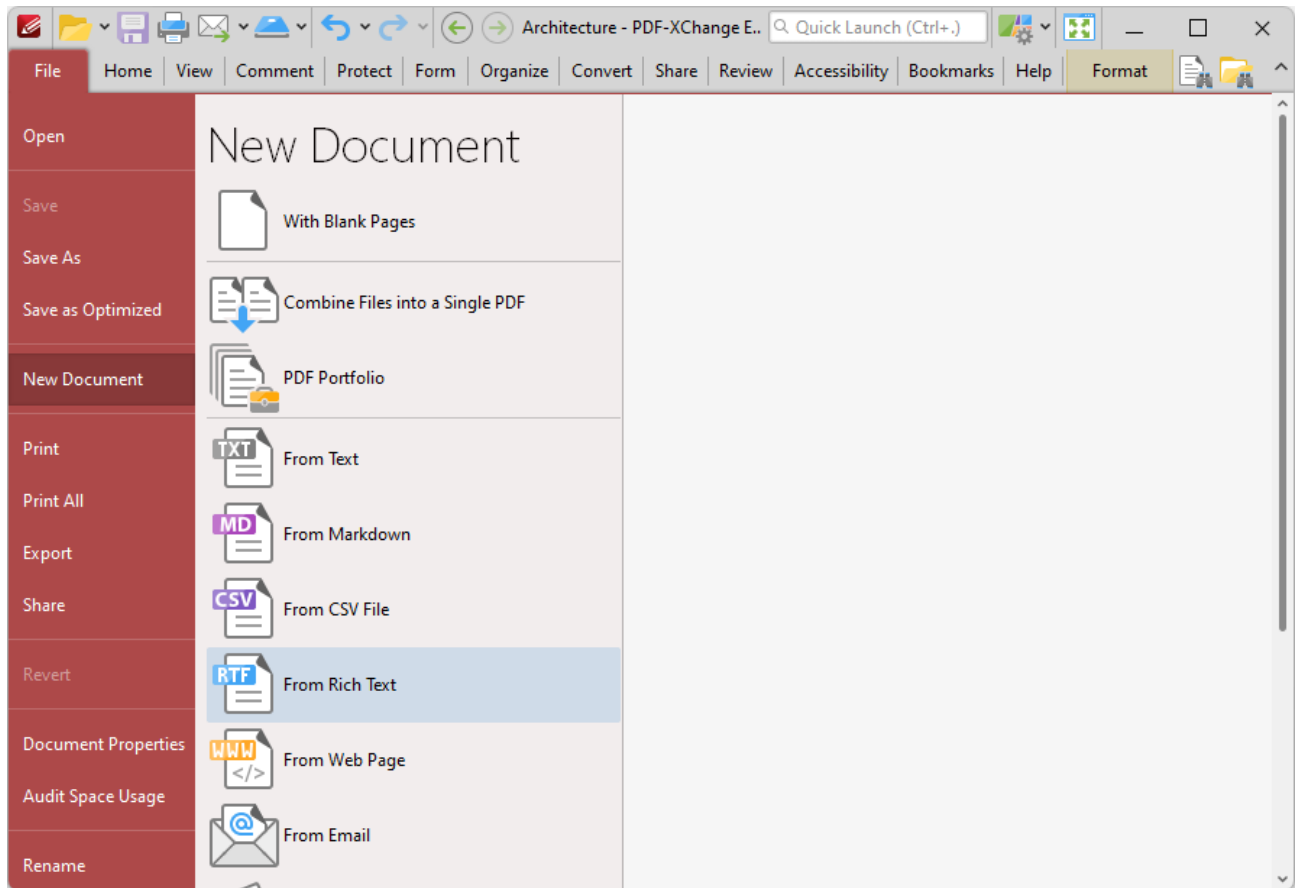 Architecture - PDF-XChange E..
Quick Launch (Ctrl+.)
File Home View Comment Protect Form Organize Convert Share Review Accessibility Bookmarks Help Format
Open
Save
Save As
Save as Optimized
New Document
Print
Print All
Export
Share
Revert
Document Properties
Audit Space Usage
Rename
New Document
With Blank Pages
Combine Files into a Single PDF
PDF Portfolio
TXT From Text
MD From Markdown
CSV From CSV File
RTF From Rich Text
WWW </> From Web Page
@ From Email